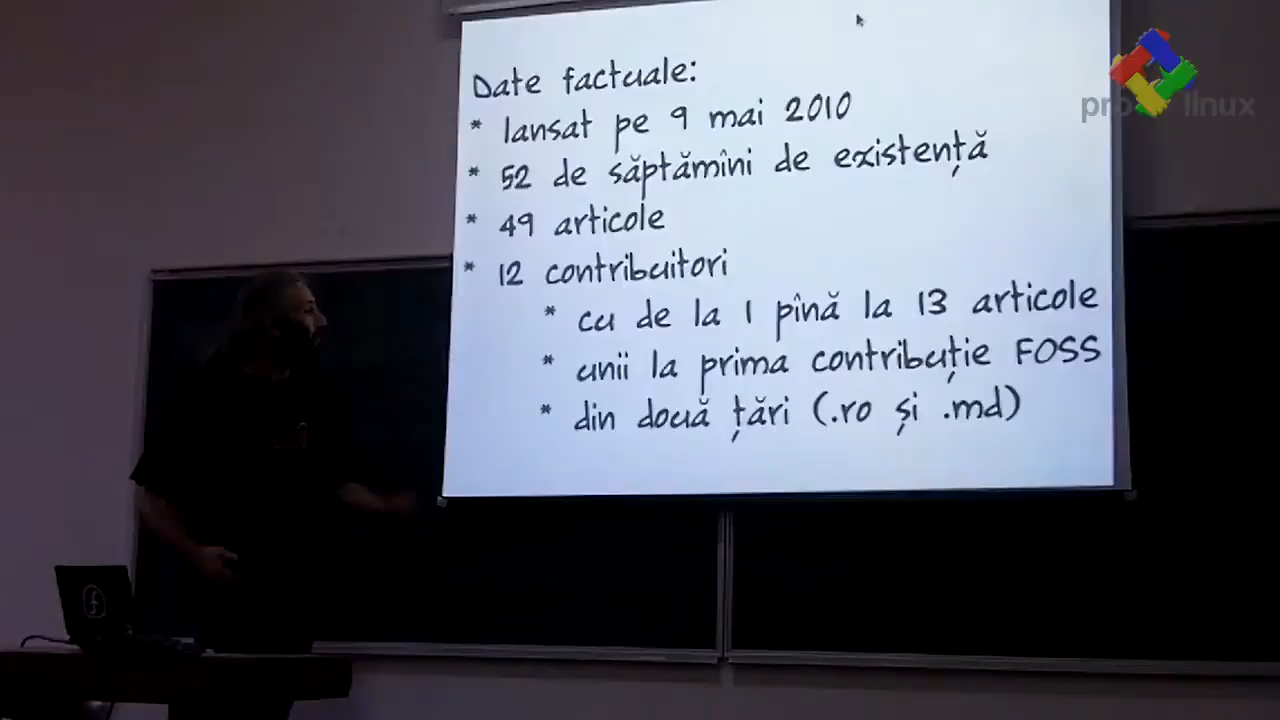 Date factuale:
* lansat pe 9 mai 2010
* 52 de săptămîni de existență
* 49 articole
* 12 contribuitori
* cu de la 1 pînă la 13 articole
* unii la prima contribuție FOSS
* din două țări (.ro și .md)
pro linux